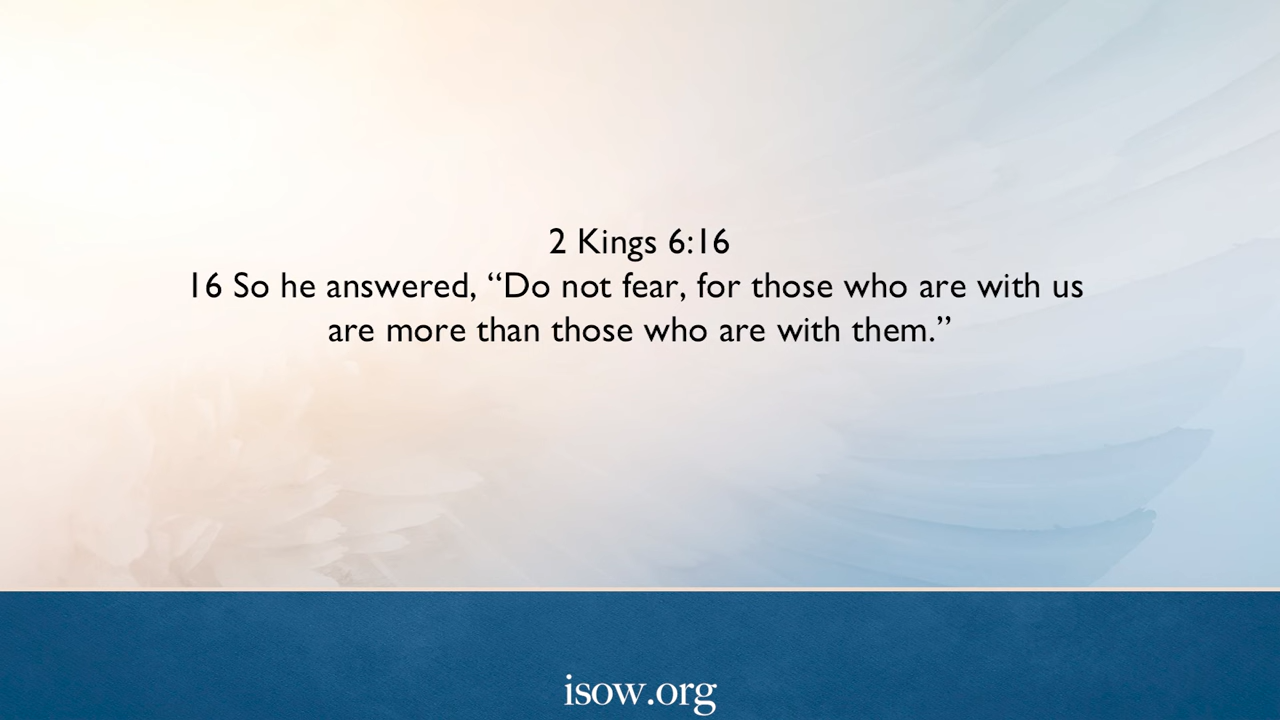 2 Kings 6:16
16 So he answered, “Do not fear, for those who are with us
are more than those who are with them.”
isow.org